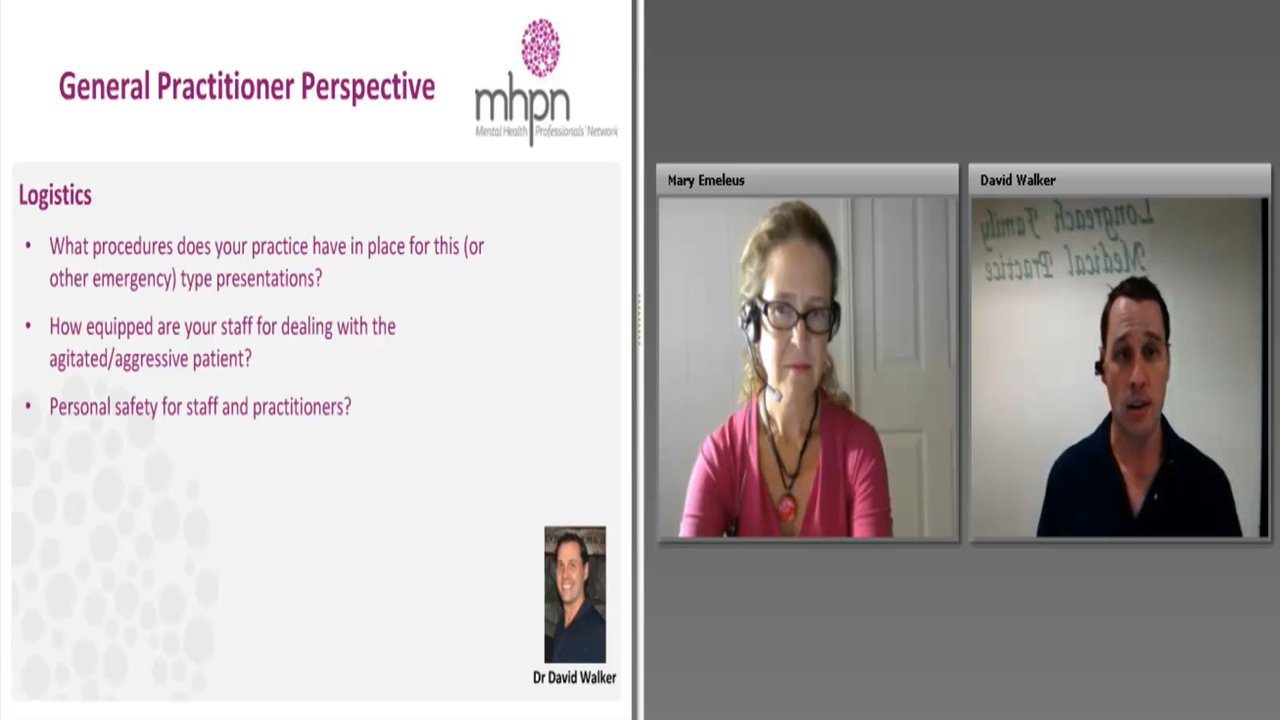 General Practitioner Perspective
mhpn
Mental Health Professionals' Network
Logistics
• What procedures does your practice have in place for this (or
other emergency) type presentations?
• How equipped are your staff for dealing with the
agitated/aggressive patient?
• Personal safety for staff and practitioners?
Dr David Walker
Mary Emeleus
David Walker
Longreach Family
Medical Practice